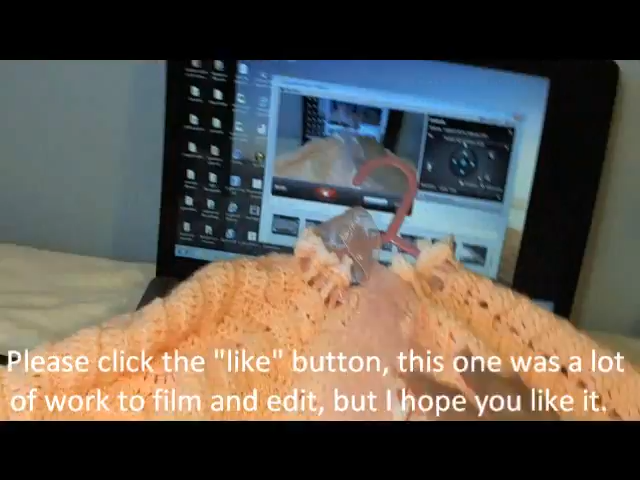 Please click the "like" button, this one was a lot
of work to film and edit, but I hope you like it.